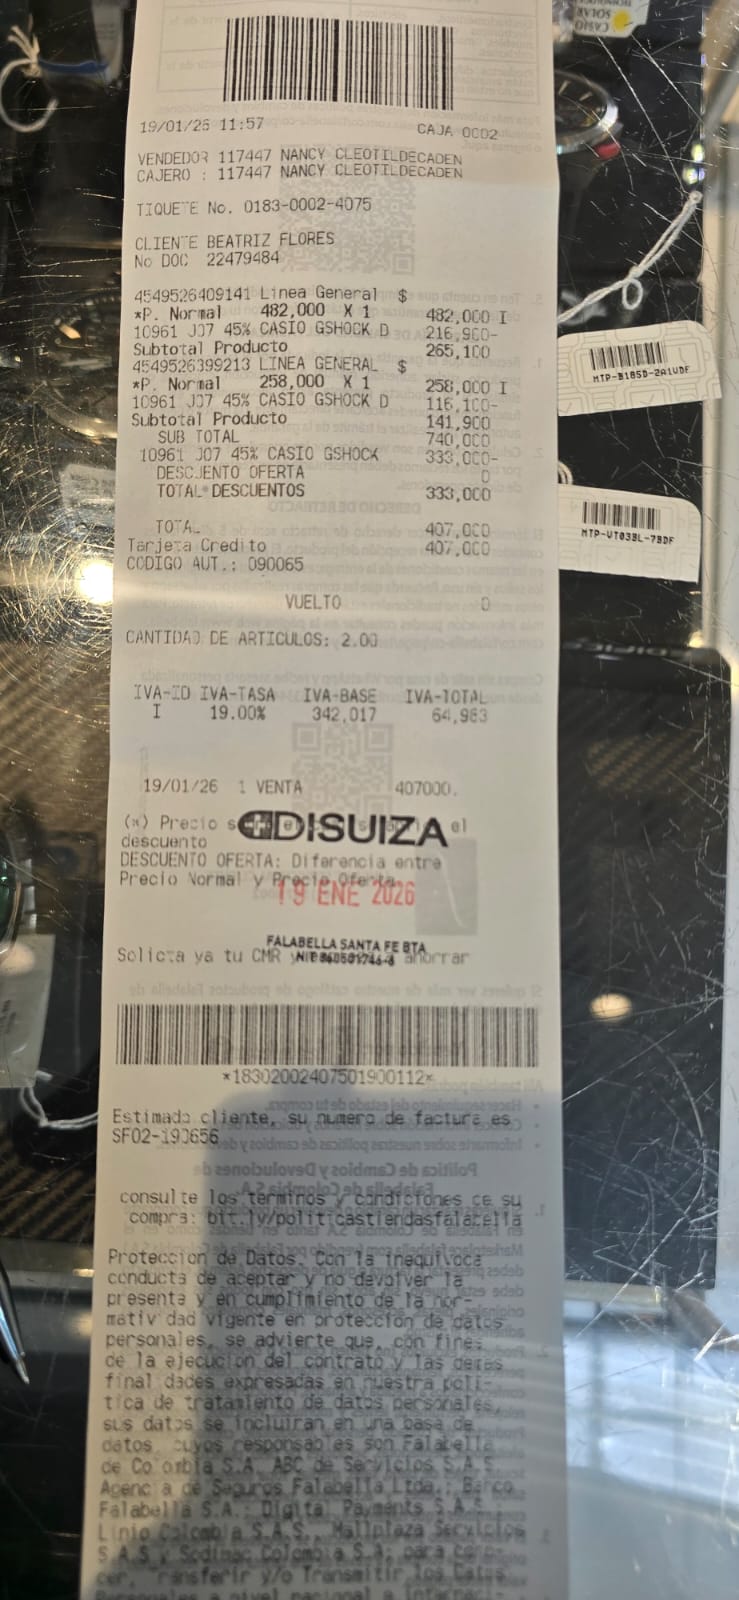 19/01/26 11:57 CAJA 0002
VENDEDOR 117447 NANCY CLEOTILDECADEN
CAJERO : 117447 NANCY CLEOTILDECADEN
TIQUETE No. 0183-0002-4075
CLIENTE BEATRIZ FLORES
No DOC 22479484
4549526409141 Linea General $
*P. Normal 482,000 X 1 482,000 I
10961 J07 45% CASIO GSHOCK D 216,900-
Subtotal Producto 265,100
4549526399213 LINEA GENERAL $
*P. Normal 258,000 X 1 258,000 I
10961 J07 45% CASIO GSHOCK D 116,100-
Subtotal Producto 141,900
SUB TOTAL 740,000
10961 J07 45% CASIO GSHOCK 333,000-
DESCUENTO OFERTA 0
TOTAL DESCUENTOS 333,000
TOTAL 407,000
Tarjeta Credito 407,000
CODIGO AUT.: 090065
VUELTO 0
CANTIDAD DE ARTICULOS: 2.00
IVA-ID IVA-TASA IVA-BASE IVA-TOTAL
I 19.00% 342,017 64,983
19/01/26 1 VENTA 407000.
(*) Precio el
DISUIZA
descuento
DESCUENTO OFERTA: Diferencia entre
Precio Normal y Precio Oferta.
19 ENE 2026
FALABELLA SANTA FE BTA
Solicita ya tu CMR y ahorrar
*18302002407501900112*
Estimado cliente, su numero de factura es
SF02-190656
consulte los terminos y condiciones de su
compra: bit.ly/politicastiendasfalabella
Proteccion de Datos. Con la inequivoca
conducta de aceptar y no devolver la
presente y en cumplimiento de la nor-
matividad vigente en proteccion de datos
personales, se advierte que, con fines
de la ejecucion del contrato y las demas
finalidades expresadas en nuestra poli-
tica de tratamiento de datos personales,
sus datos se incluiran en una base de
datos, cuyos responsables son Falabella
de Colombia S.A, ABC de Servicios S.A.S
Agencia de Seguros Falabella Ltda.; Banco
Falabella S.A.; Digital Payments S.A.S.;
Linio Colombia S.A.S., Mallplaza Servicios
S.A.S y Sodimac Colombia S.A; para cono-
cer, Transferir y/o Transmitir los Datos
CASIO
SOLAR
MTP-B185D-2A1VDF
MTP-VT03BL-7BDF